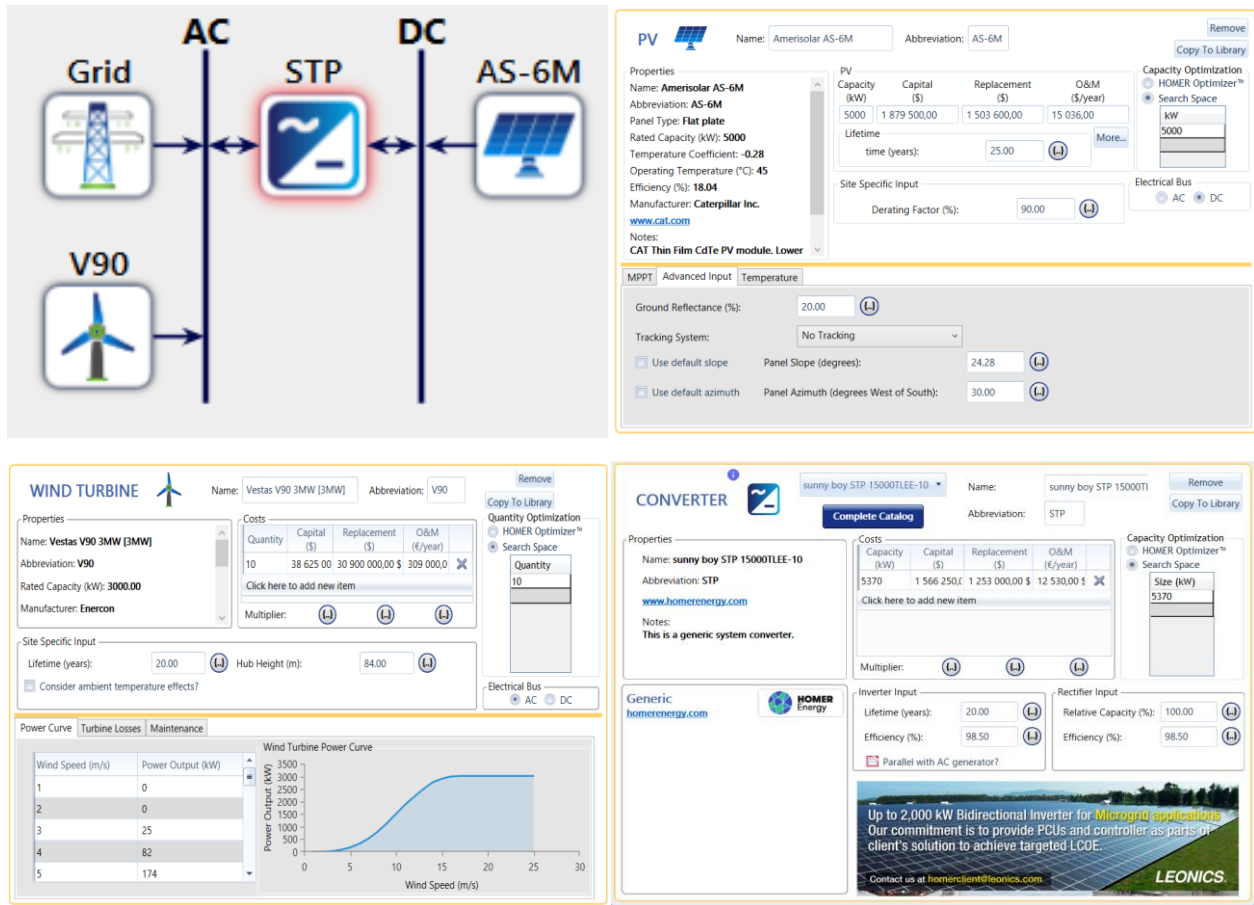 AC
DC
Grid
STP
AS-6M
V90
PV
Name:
Amerisolar AS-6M
Abbreviation:
AS-6M
Remove
Copy To Library
Properties
Name: Amerisolar AS-6M
Abbreviation: AS-6M
Panel Type: Flat plate
Rated Capacity (kW): 5000
Temperature Coefficient: -0.28
Operating Temperature (°C): 45
Efficiency (%): 18.04
Manufacturer: Caterpillar Inc.
www.cat.com
Notes:
CAT Thin Film CdTe PV module. Lower
PV
Capacity (kW)
Capital ($)
Replacement ($)
O&M ($/year)
5000
1 879 500,00
1 503 600,00
15 036,00
Lifetime
time (years):
25.00
More...
Site Specific Input
Derating Factor (%):
90.00
Capacity Optimization
HOMER Optimizer™
Search Space
kW
5000
Electrical Bus
AC
DC
MPPT
Advanced Input
Temperature
Ground Reflectance (%):
20.00
Tracking System:
No Tracking
Use default slope
Panel Slope (degrees):
24.28
Use default azimuth
Panel Azimuth (degrees West of South):
30.00
WIND TURBINE
Name:
Vestas V90 3MW [3MW]
Abbreviation:
V90
Remove
Copy To Library
Properties
Name: Vestas V90 3MW [3MW]
Abbreviation: V90
Rated Capacity (kW): 3000.00
Manufacturer: Enercon
Costs
Quantity
Capital ($)
Replacement ($)
O&M (€/year)
10
38 625 00
30 900 000,00 $
309 000,0
Click here to add new item
Multiplier:
Quantity Optimization
HOMER Optimizer™
Search Space
Quantity
10
Site Specific Input
Lifetime (years):
20.00
Hub Height (m):
84.00
Consider ambient temperature effects?
Electrical Bus
AC
DC
Power Curve
Turbine Losses
Maintenance
Wind Speed (m/s)
Power Output (kW)
1
0
2
0
3
25
4
82
5
174
Wind Turbine Power Curve
Power Output (kW)
3500
3000
2500
2000
1500
1000
500
0
0
5
10
15
20
25
30
Wind Speed (m/s)
CONVERTER
sunny boy STP 15000TLEE-10
Complete Catalog
Name:
sunny boy STP 15000Tl
Abbreviation:
STP
Remove
Copy To Library
Properties
Name: sunny boy STP 15000TLEE-10
Abbreviation: STP
www.homerenergy.com
Notes:
This is a generic system converter.
Costs
Capacity (kW)
Capital ($)
Replacement ($)
O&M (€/year)
5370
1 566 250,(
1 253 000,00 $
12 530,00 $
Click here to add new item
Multiplier:
Capacity Optimization
HOMER Optimizer™
Search Space
Size (kW)
5370
Generic
homerenergy.com
HOMER
Energy
Inverter Input
Lifetime (years):
20.00
Efficiency (%):
98.50
Parallel with AC generator?
Rectifier Input
Relative Capacity (%):
100.00
Efficiency (%):
98.50
Up to 2,000 kW Bidirectional Inverter for Microgrid applications
Our commitment is to provide PCUs and controller as parts of
client's solution to achieve targeted LCOE.
Contact us at homerclient@leonics.com
LEONICS.